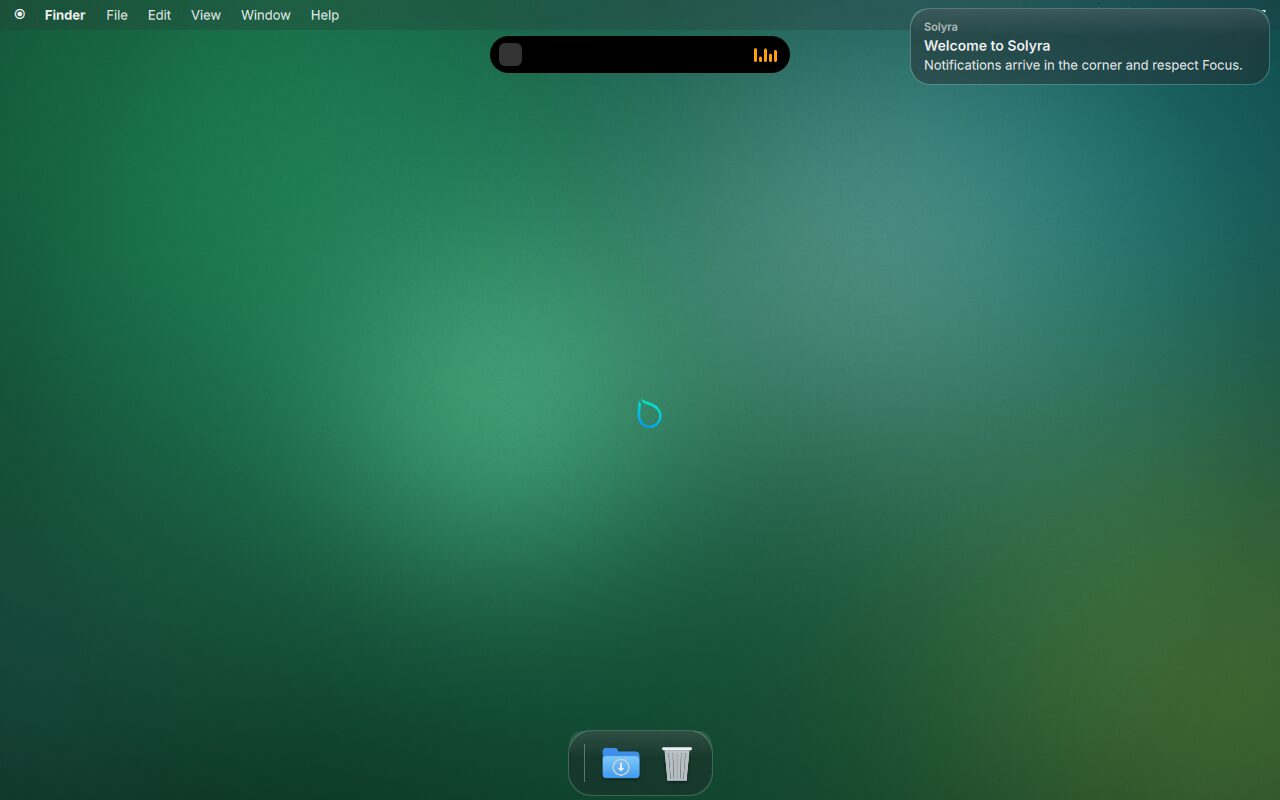 Finder File Edit View Window Help
Solyra
Welcome to Solyra
Notifications arrive in the corner and respect Focus.